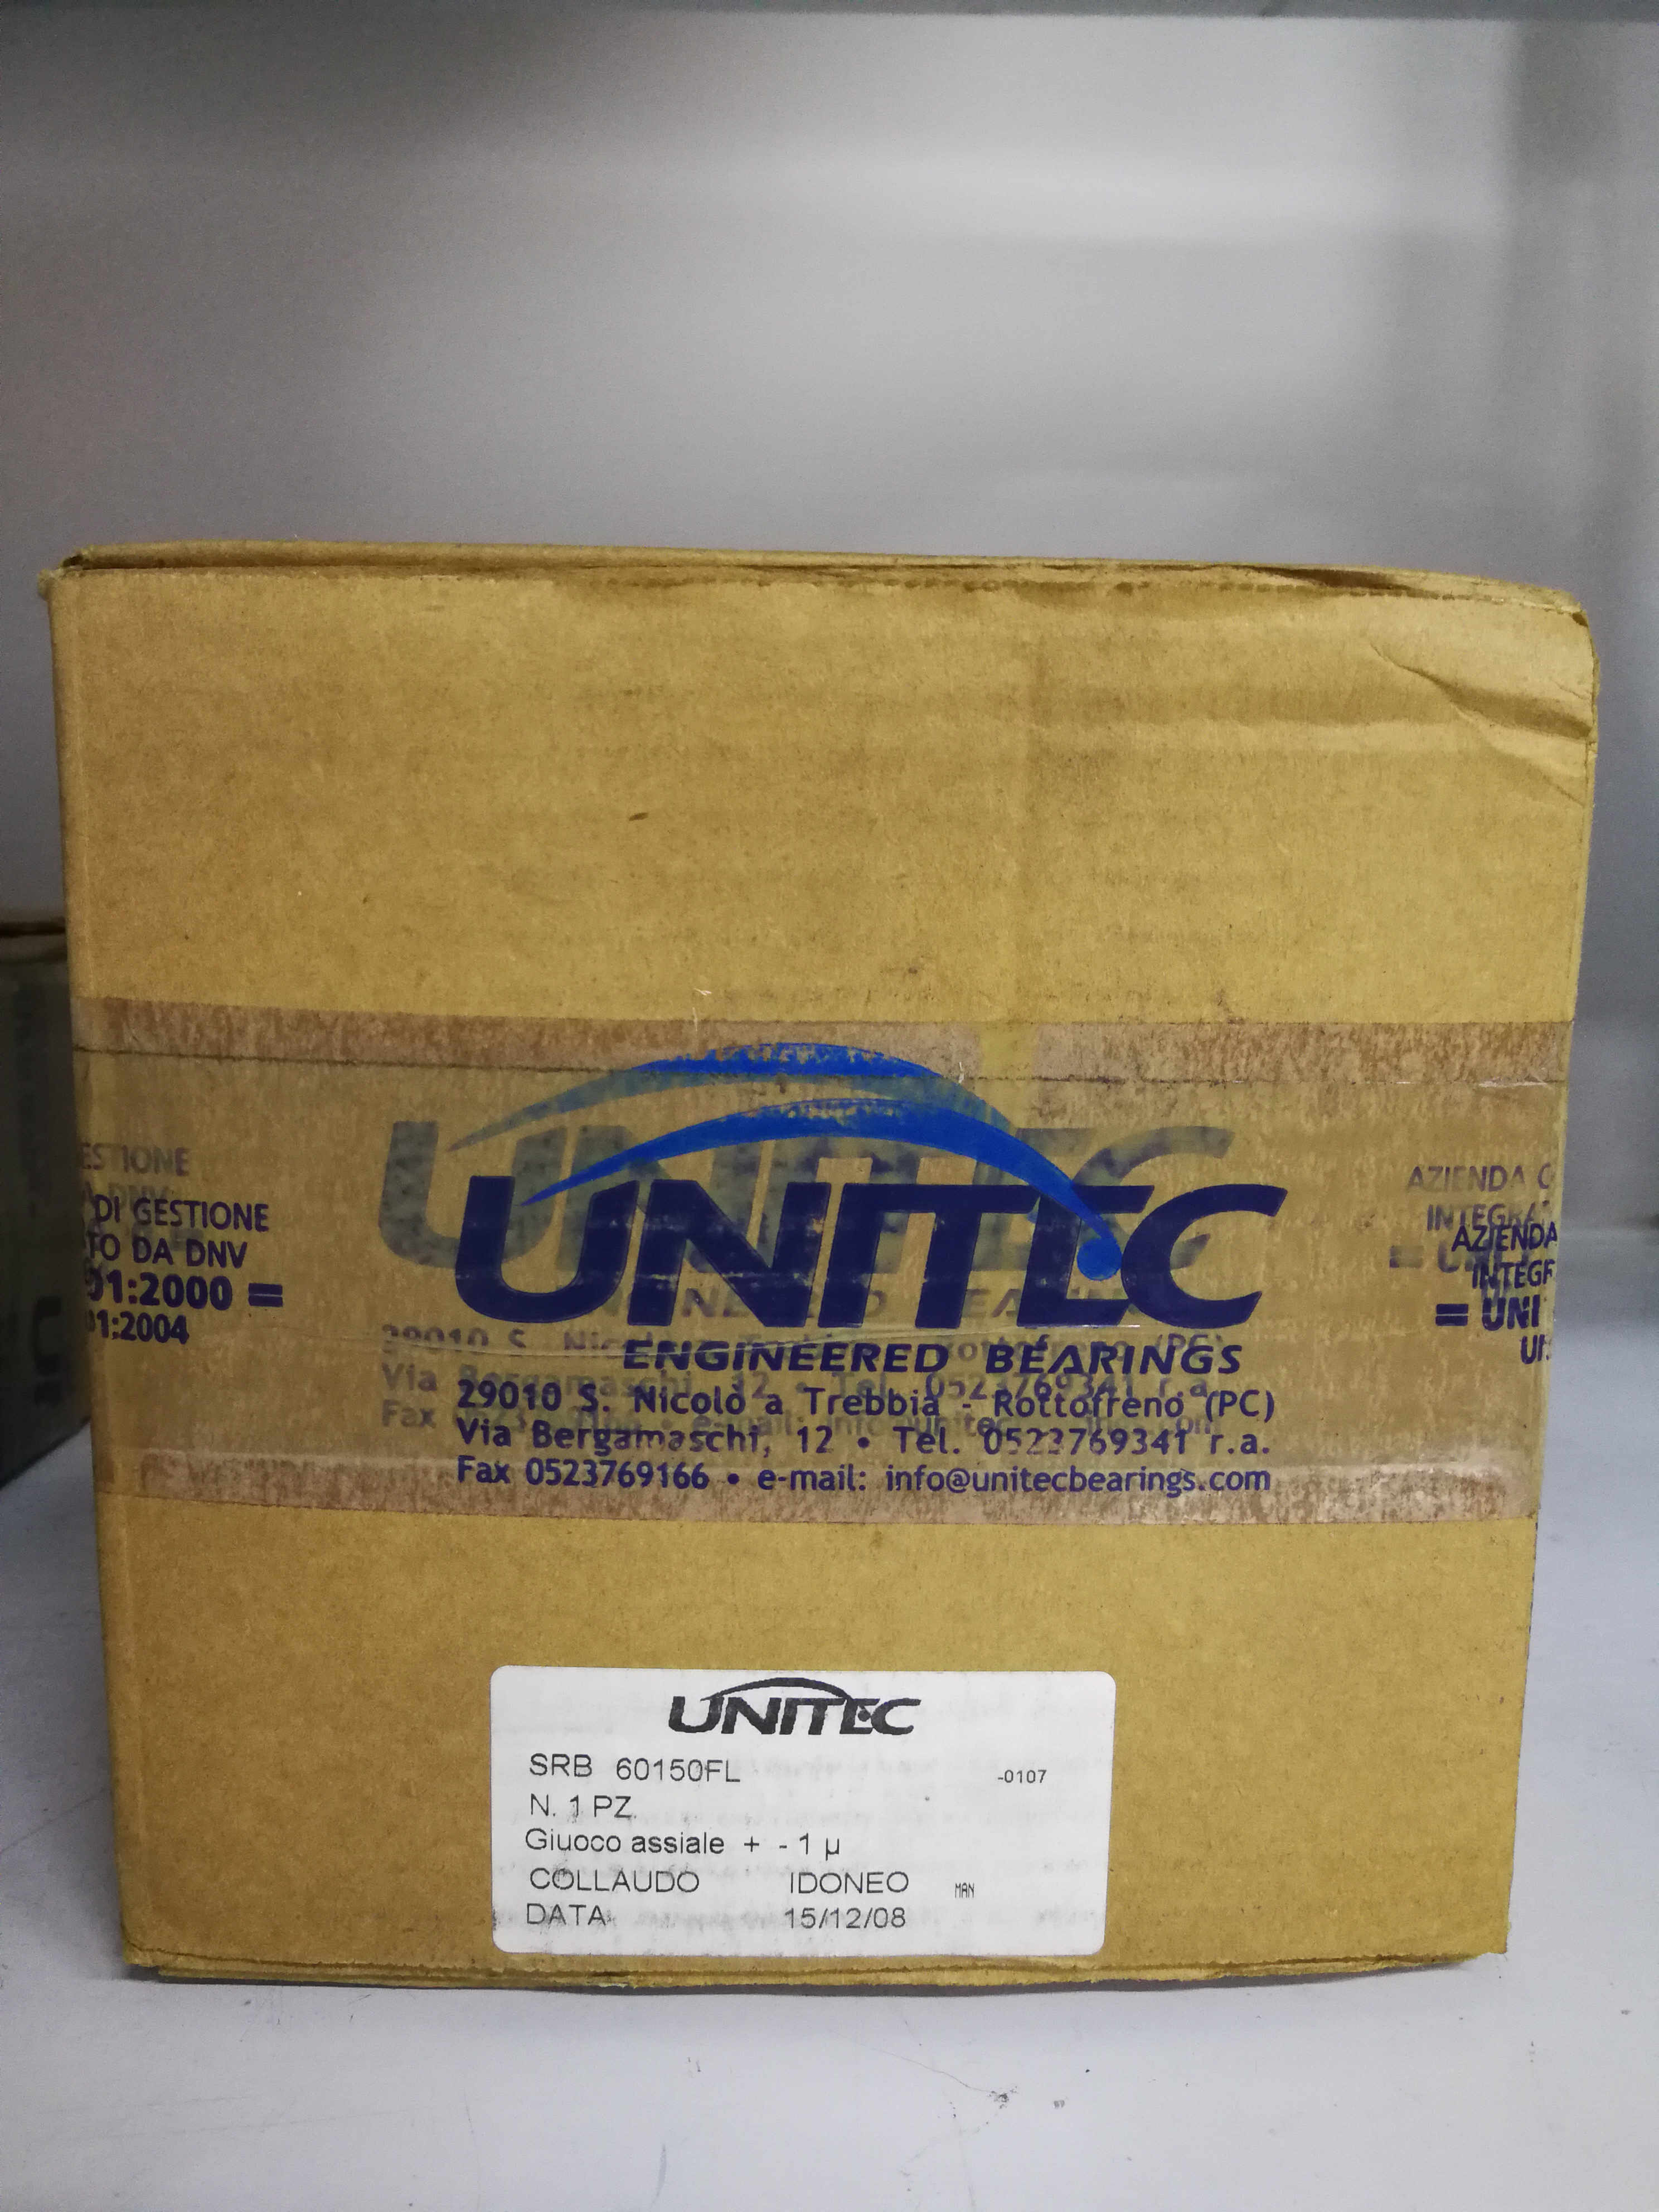 ESTIONE
DI GESTIONE
TO DA DNV
01:2000 =
01:2004
UNITEC
ENGINEERED BEARINGS
29010 S. Nicolò a Trebbia - Rottofreno (PC)
Via Bergamaschi, 12 • Tel. 0523769341 r.a.
Fax 0523769166 • e-mail: info@unitecbearings.com
AZIENDA C
INTEGRA
AZIENDA
INTEGR
= UNI
UNI
UNITEC
SRB 60150FL -0107
N. 1 PZ.
Giuoco assiale + - 1 µ
COLLAUDO IDONEO MAN
DATA 15/12/08